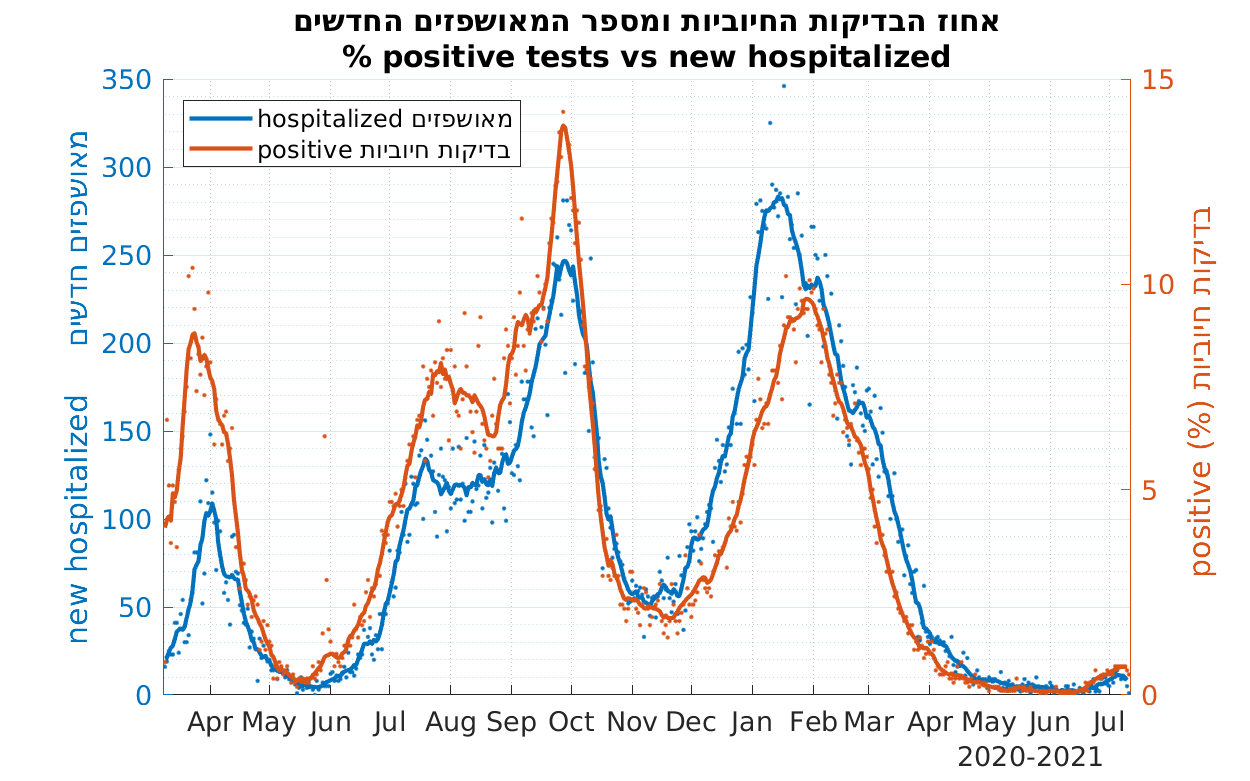 אחוז הבדיקות החיוביות ומספר המאושפזים החדשים
% positive tests vs new hospitalized
מאושפזים hospitalized
בדיקות חיוביות positive
new hospitalized מאושפזים חדשים
350
300
250
200
150
100
50
0
15
10
5
0
positive (%) בדיקות חיוביות
Apr May Jun Jul Aug Sep Oct Nov Dec Jan Feb Mar Apr May Jun Jul
2020-2021